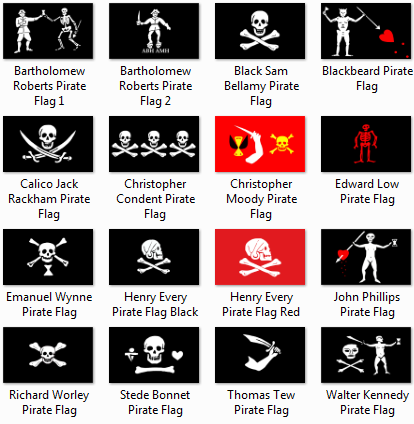 ABH AMH
Bartholomew
Roberts Pirate
Flag 1
Bartholomew
Roberts Pirate
Flag 2
Black Sam
Bellamy Pirate
Flag
Blackbeard Pirate
Flag
Calico Jack
Rackham Pirate
Flag
Christopher
Condent Pirate
Flag
Christopher
Moody Pirate
Flag
Edward Low
Pirate Flag
Emanuel Wynne
Pirate Flag
Henry Every
Pirate Flag Black
Henry Every
Pirate Flag Red
John Phillips
Pirate Flag
Richard Worley
Pirate Flag
Stede Bonnet
Pirate Flag
Thomas Tew
Pirate Flag
Walter Kennedy
Pirate Flag